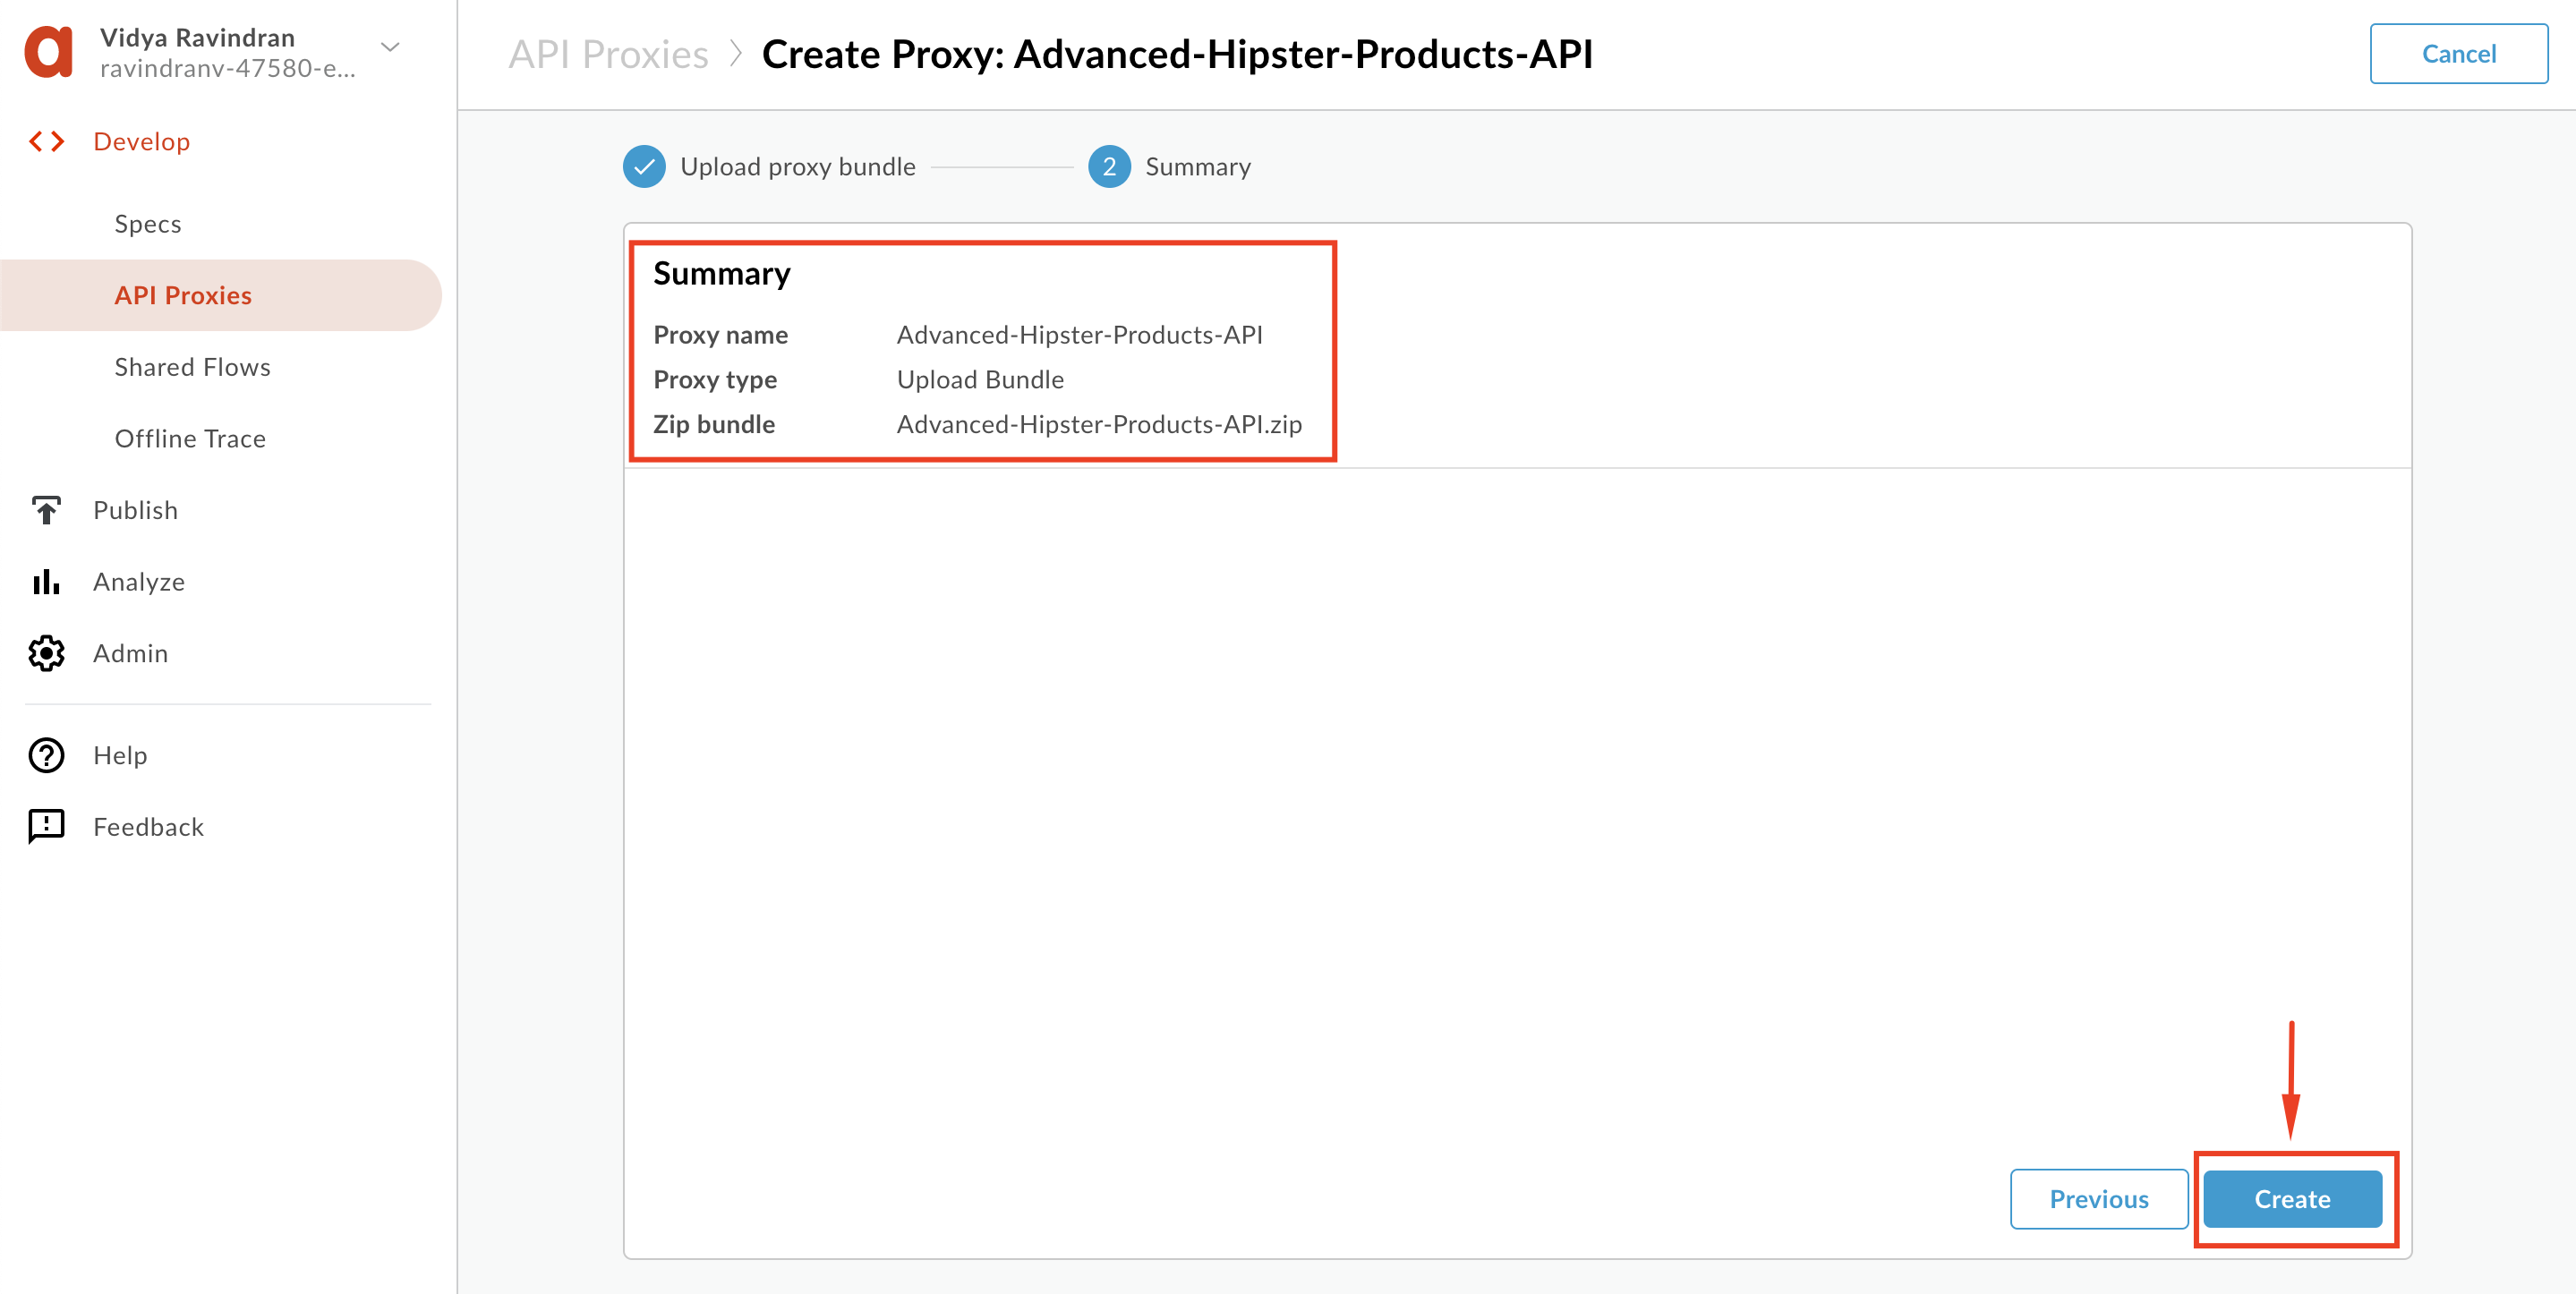 Vidya Ravindran
ravindranv-47580-e...
Develop
Specs
API Proxies
Shared Flows
Offline Trace
Publish
Analyze
Admin
Help
Feedback
API Proxies > Create Proxy: Advanced-Hipster-Products-API
Cancel
Upload proxy bundle 2 Summary
Summary
Proxy name Advanced-Hipster-Products-API
Proxy type Upload Bundle
Zip bundle Advanced-Hipster-Products-API.zip
Previous Create